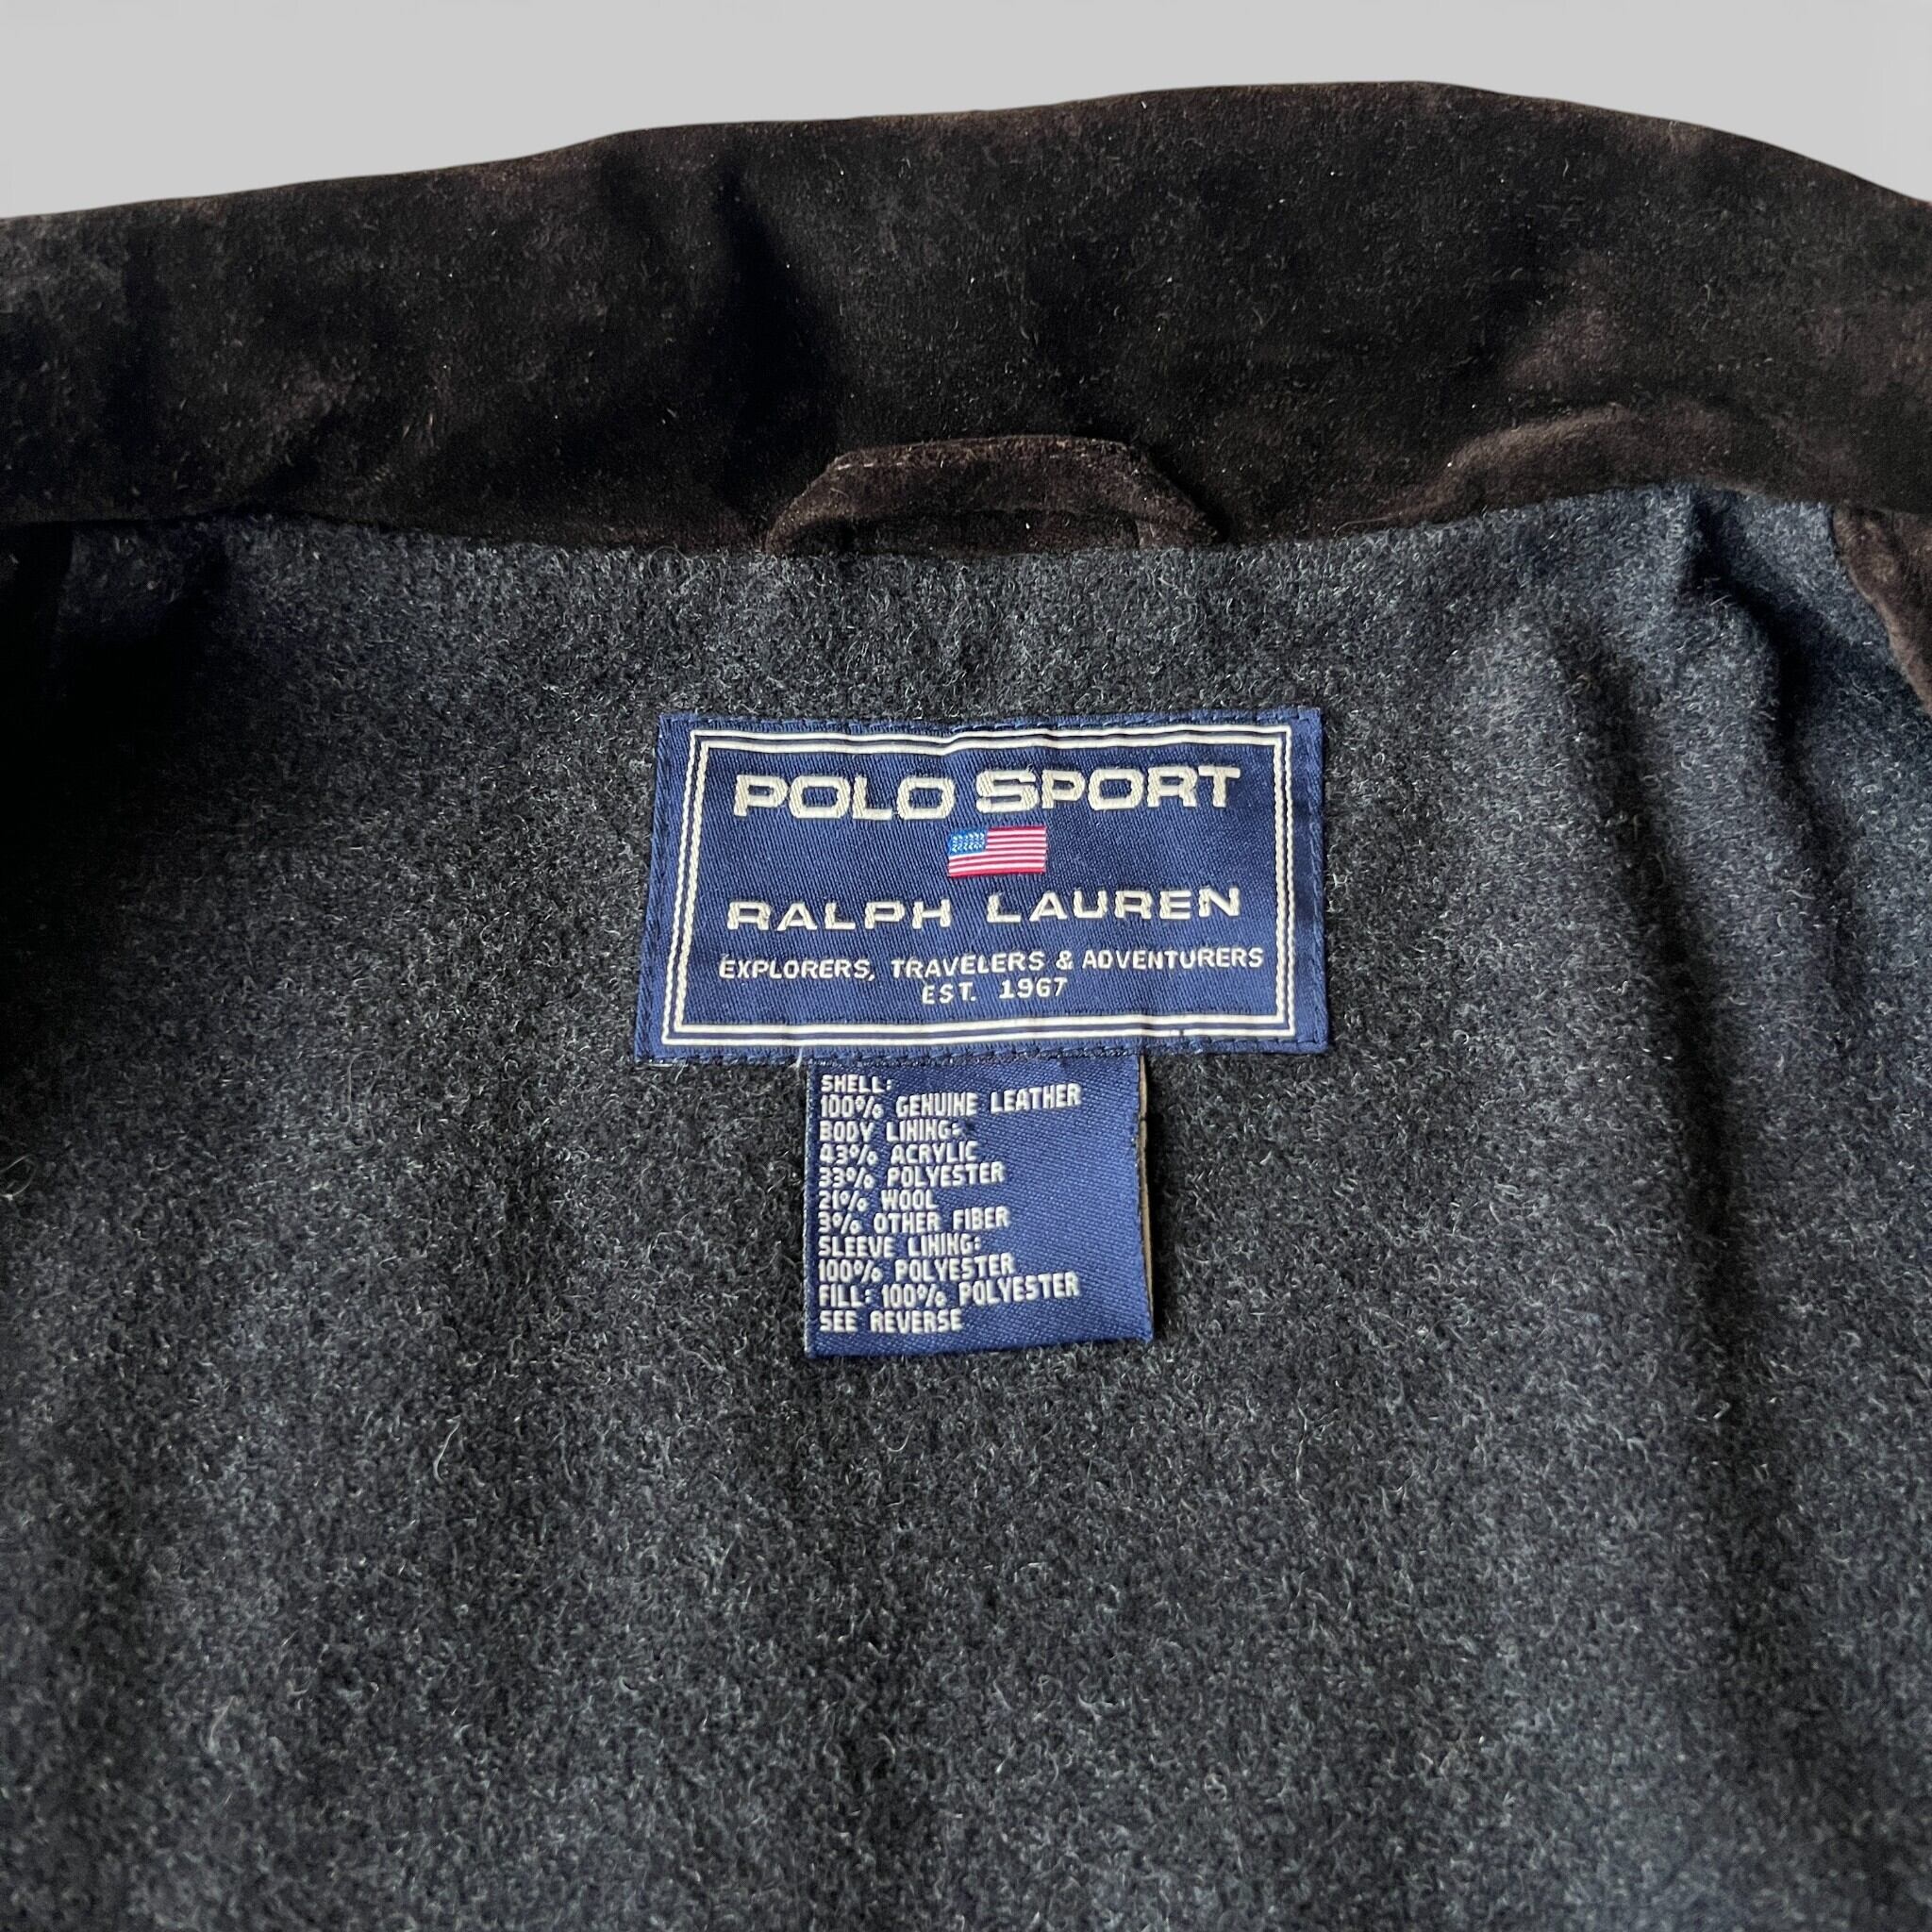 POLO SPORT
RALPH LAUREN
EXPLORERS, TRAVELERS & ADVENTURERS
EST. 1967
SHELL:
100% GENUINE LEATHER
BODY LINING:
43% ACRYLIC
33% POLYESTER
21% WOOL
3% OTHER FIBER
SLEEVE LINING:
100% POLYESTER
FILL: 100% POLYESTER
SEE REVERSE